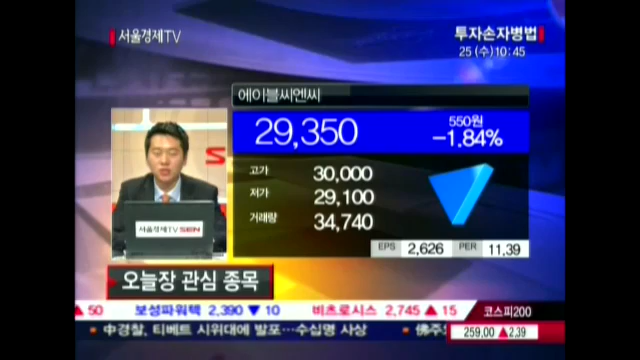 서울경제TV
투자손자병법
25 (수) 10:45
에이블씨엔씨
29,350
550원
-1.84%
고가 30,000
저가 29,100
거래량 34,740
EPS 2,626 PER 11,39
서울경제TV SEN
오늘장 관심 종목
▲ 50 보성파워텍 2,390 ▼ 10 비츠로시스 2,745 ▲ 15 코스피200
中경찰, 티베트 시위대에 발포…수십명 사상 259,00 ▲2,39